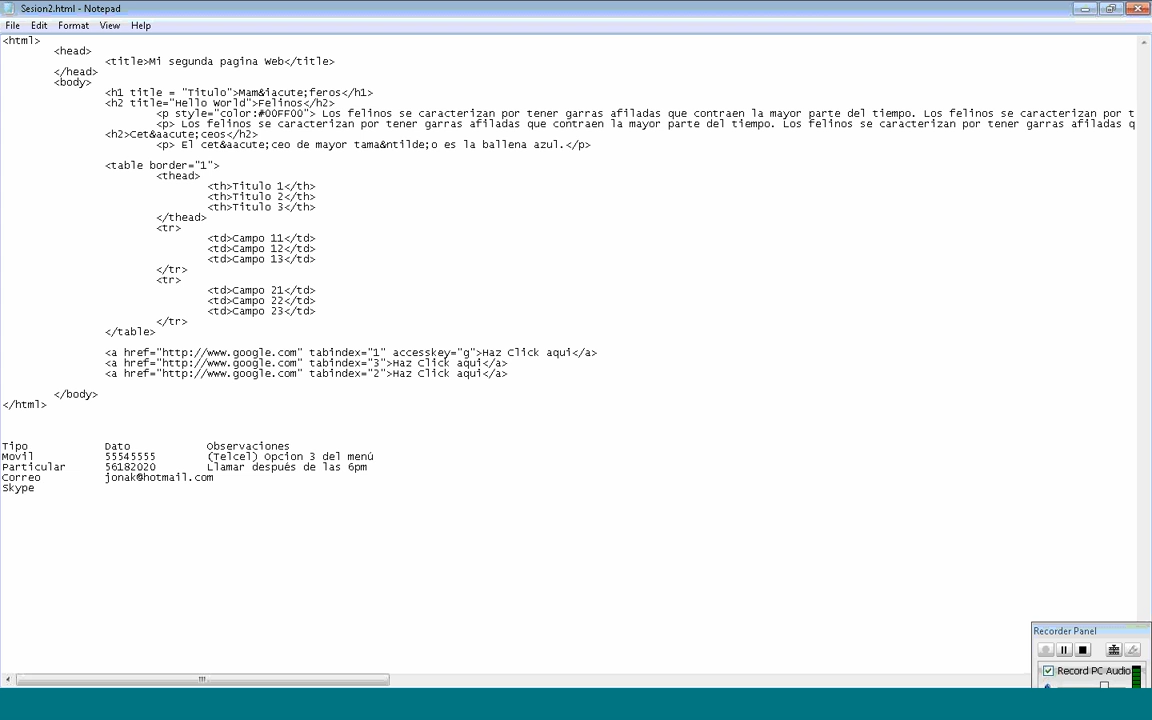 Sesion2.html - Notepad
File Edit Format View Help
<html>
<head>
<title>Mi segunda pagina Web</title>
</head>
<body>
<h1 title = "Titulo">Mam&iacute;feros</h1>
<h2 title="Hello World">Felinos</h2>
<p style="color:#00FF00"> Los felinos se caracterizan por tener garras afiladas que contraen la mayor parte del tiempo. Los felinos se caracterizan por t
<p> Los felinos se caracterizan por tener garras afiladas que contraen la mayor parte del tiempo. Los felinos se caracterizan por tener garras afiladas q
<h2>Cet&aacute;ceos</h2>
<p> El cet&aacute;ceo de mayor tama&ntilde;o es la ballena azul.</p>
<table border="1">
<thead>
<th>Titulo 1</th>
<th>Titulo 2</th>
<th>Titulo 3</th>
</thead>
<tr>
<td>Campo 11</td>
<td>Campo 12</td>
<td>Campo 13</td>
</tr>
<tr>
<td>Campo 21</td>
<td>Campo 22</td>
<td>Campo 23</td>
</tr>
</table>
<a href="http://www.google.com" tabindex="1" accesskey="g">Haz Click aqui</a>
<a href="http://www.google.com" tabindex="3">Haz Click aqui</a>
<a href="http://www.google.com" tabindex="2">Haz Click aqui</a>
</body>
</html>
Tipo Dato Observaciones
Movil 55545555 (Telcel) Opcion 3 del menú
Particular 56182020 Llamar después de las 6pm
Correo jonak@hotmail.com
Skype
Recorder Panel
Record PC Audio